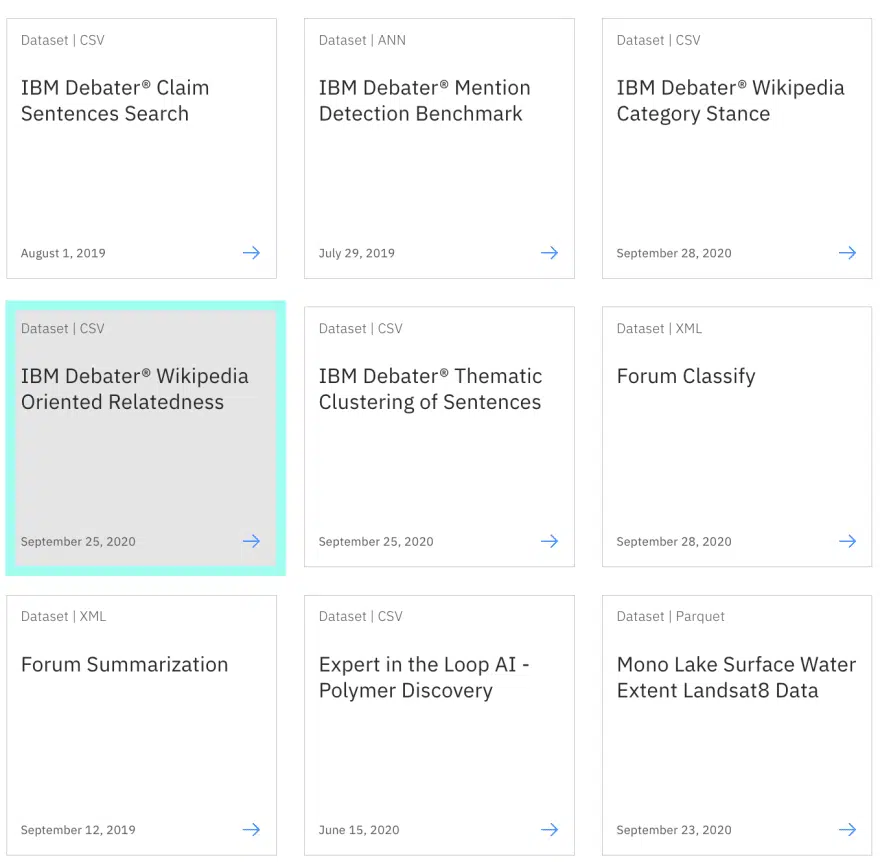 Dataset | CSV
IBM Debater® Claim
Sentences Search
August 1, 2019
Dataset | ANN
IBM Debater® Mention
Detection Benchmark
July 29, 2019
Dataset | CSV
IBM Debater® Wikipedia
Category Stance
September 28, 2020
Dataset | CSV
IBM Debater® Wikipedia
Oriented Relatedness
September 25, 2020
Dataset | CSV
IBM Debater® Thematic
Clustering of Sentences
September 25, 2020
Dataset | XML
Forum Classify
September 28, 2020
Dataset | XML
Forum Summarization
September 12, 2019
Dataset | CSV
Expert in the Loop AI -
Polymer Discovery
June 15, 2020
Dataset | Parquet
Mono Lake Surface Water
Extent Landsat8 Data
September 23, 2020